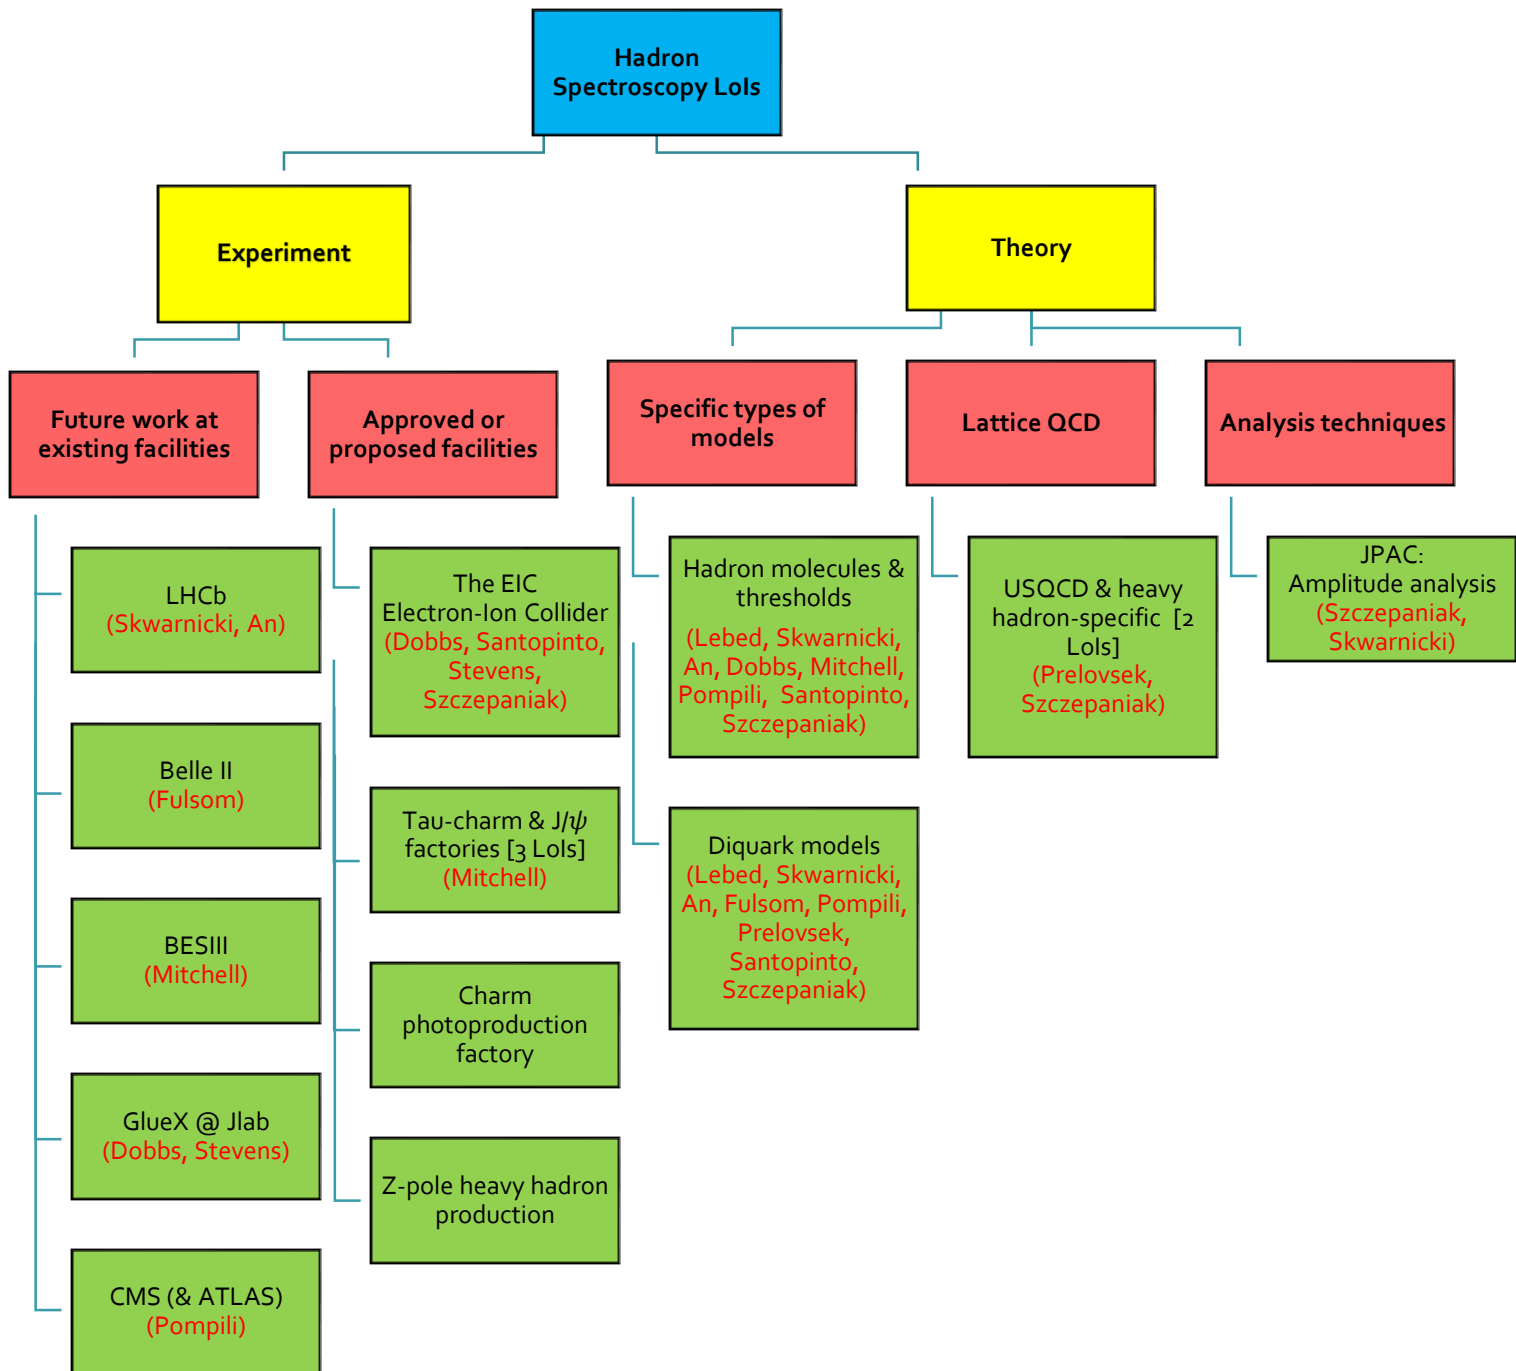 Hadron
Spectroscopy LoIs
Experiment
Theory
Future work at
existing facilities
Approved or
proposed facilities
Specific types of
models
Lattice QCD
Analysis techniques
LHCb
(Skwarnicki, An)
Belle II
(Fulsom)
BESIII
(Mitchell)
GlueX @ Jlab
(Dobbs, Stevens)
CMS (& ATLAS)
(Pompili)
The EIC
Electron-Ion Collider
(Dobbs, Santopinto,
Stevens,
Szczepaniak)
Tau-charm & J/ψ
factories [3 LoIs]
(Mitchell)
Charm
photoproduction
factory
Z-pole heavy hadron
production
Hadron molecules &
thresholds
(Lebed, Skwarnicki,
An, Dobbs, Mitchell,
Pompili, Santopinto,
Szczepaniak)
Diquark models
(Lebed, Skwarnicki,
An, Fulsom, Pompili,
Prelovsek,
Santopinto,
Szczepaniak)
USQCD & heavy
hadron-specific [2
LoIs]
(Prelovsek,
Szczepaniak)
JPAC:
Amplitude analysis
(Szczepaniak,
Skwarnicki)